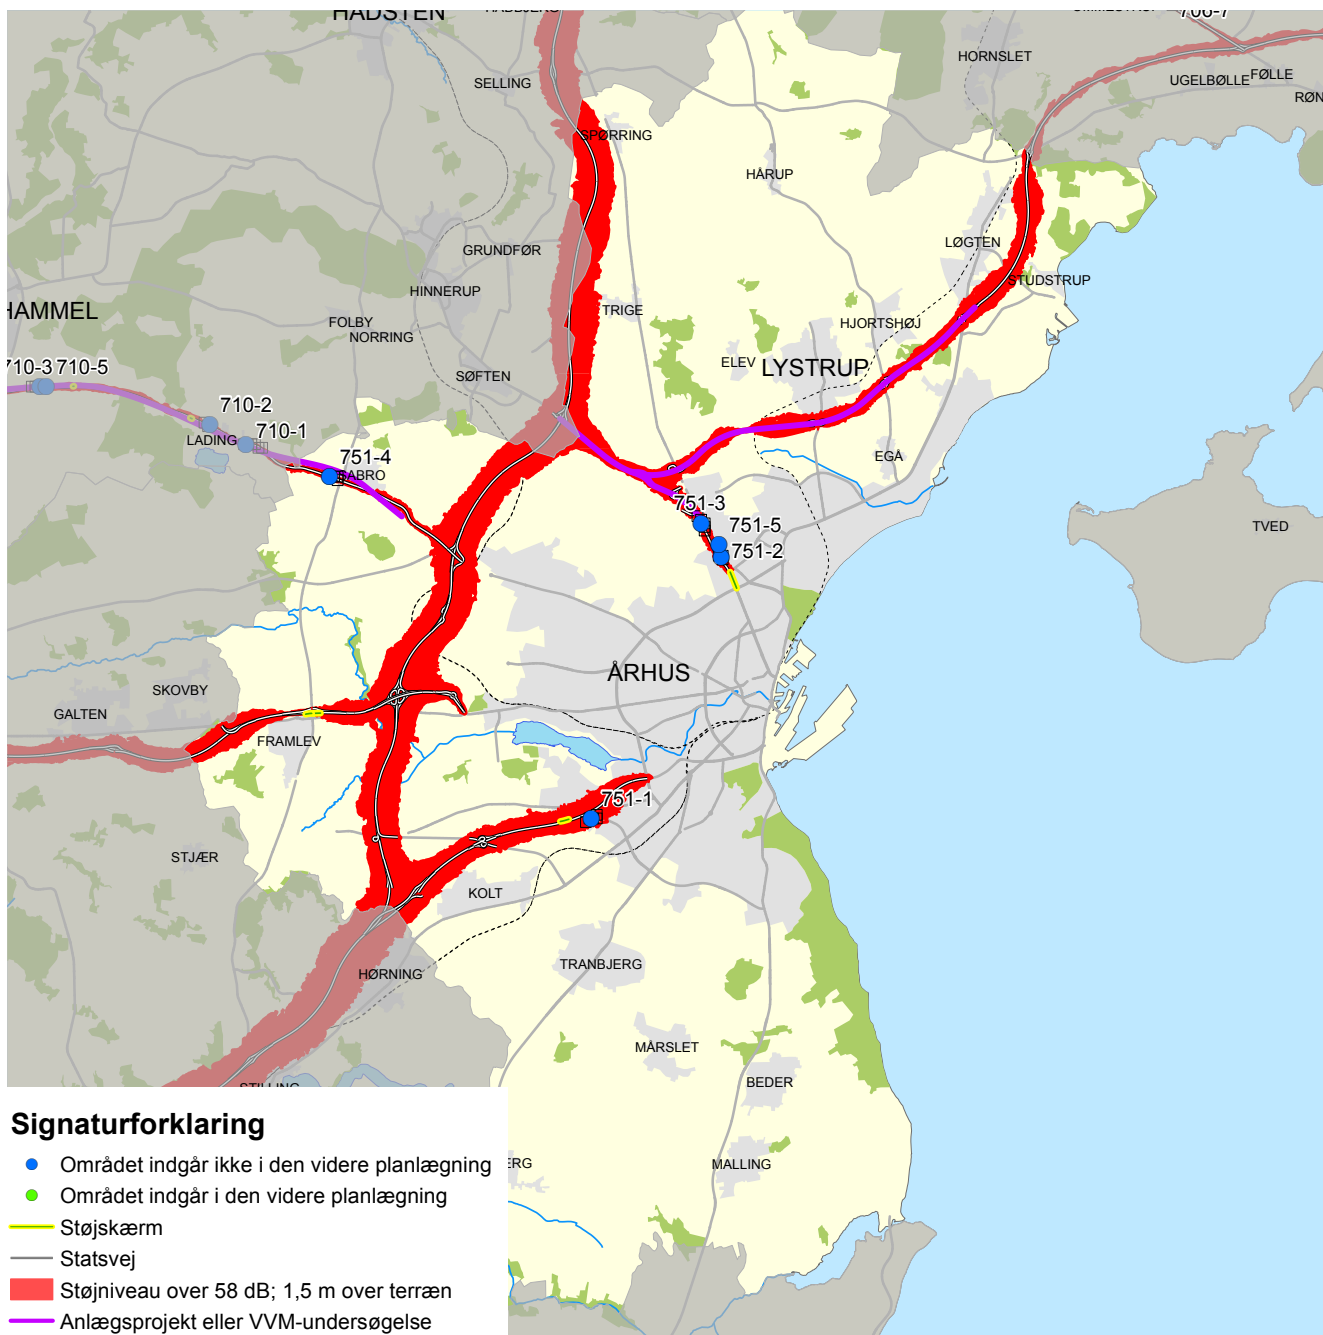 HADSTEN
706-7
HORNSLET
SELLING
UGELBØLLE
FØLLE
SPØRRING
HÅRUP
LØGTEN
GRUNDFØR
STUDSTRUP
HINNERUP
HAMMEL
TRIGE
FOLBY
NORRING
HJORTSHØJ
ELEV
LYSTRUP
710-3
710-5
SØFTEN
710-2
LADING
710-1
751-4
SABRO
EGÅ
751-3
751-5
751-2
TVED
ÅRHUS
SKOVBY
GALTEN
FRAMLEV
751-1
STJÆR
KOLT
TRANBJERG
HØRNING
MÅRSLET
BEDER
MALLING
Signaturforklaring
Området indgår ikke i den videre planlægning
Området indgår i den videre planlægning
Støjskærm
Statsvej
Støjniveau over 58 dB; 1,5 m over terræn
Anlægsprojekt eller VVM-undersøgelse